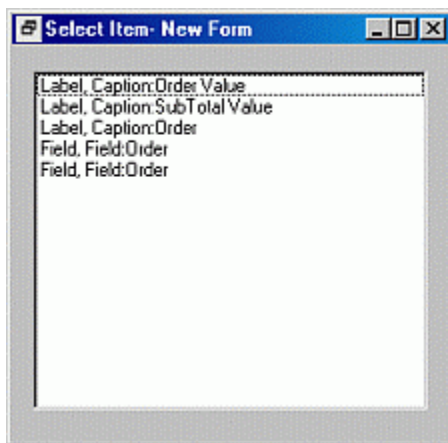 Select Item- New Form
Label, Caption:Order Value
Label, Caption:SubTotal Value
Label, Caption:Order
Field, Field:Order
Field, Field:Order